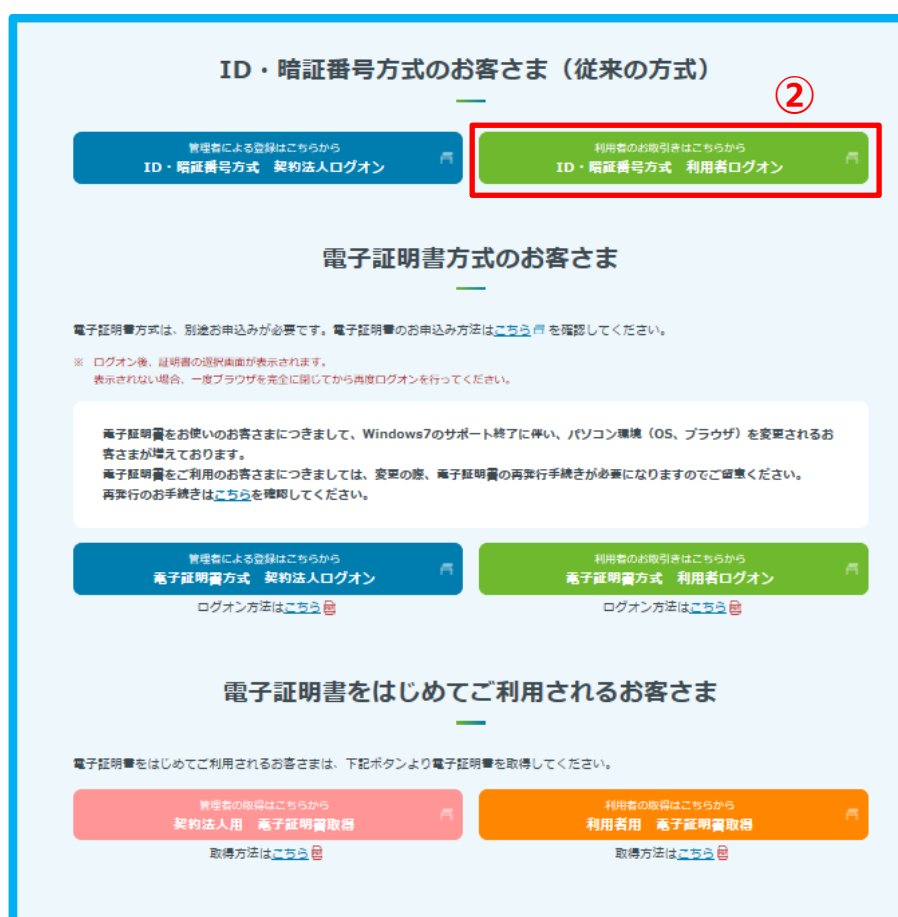 ID・暗証番号方式のお客さま（従来の方式）
②
管理者による登録はこちらから
ID・暗証番号方式　契約法人ログオン
利用者のお取引きはこちらから
ID・暗証番号方式　利用者ログオン
電子証明書方式のお客さま
電子証明書方式は、別途お申込みが必要です。電子証明書のお申込み方法はこちら を確認してください。
※　ログオン後、証明書の選択画面が表示されます。
表示されない場合、一度ブラウザを完全に閉じてから再度ログオンを行ってください。
電子証明書をお使いのお客さまにつきまして、Windows7のサポート終了に伴い、パソコン環境（OS、ブラウザ）を変更されるお
客さまが増えております。
電子証明書をご利用のお客さまにつきましては、変更の際、電子証明書の再発行手続きが必要になりますのでご留意ください。
再発行のお手続きはこちらを確認してください。
管理者による登録はこちらから
電子証明書方式　契約法人ログオン
利用者のお取引きはこちらから
電子証明書方式　利用者ログオン
ログオン方法はこちら
ログオン方法はこちら
電子証明書をはじめてご利用されるお客さま
電子証明書をはじめてご利用されるお客さまは、下記ボタンより電子証明書を取得してください。
管理者の取得はこちらから
契約法人用　電子証明書取得
利用者の取得はこちらから
利用者用　電子証明書取得
取得方法はこちら
取得方法はこちら